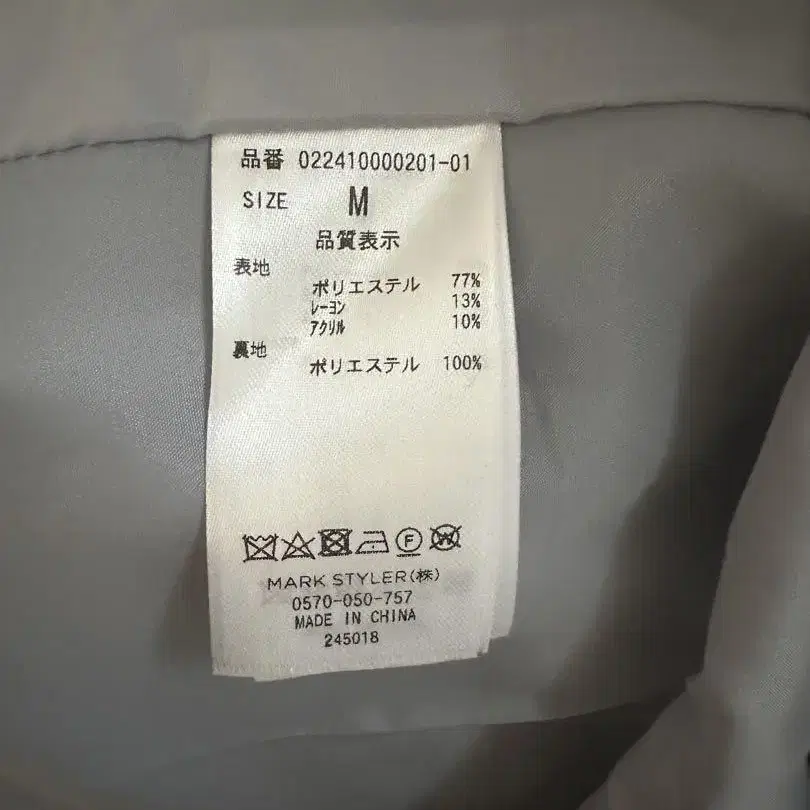 品番 022410000201-01
SIZE M
品質表示
表地
ポリエステル 77%
レーヨン 13%
アクリル 10%
裏地
ポリエステル 100%
F W
MARK STYLER(株)
0570-050-757
MADE IN CHINA
245018